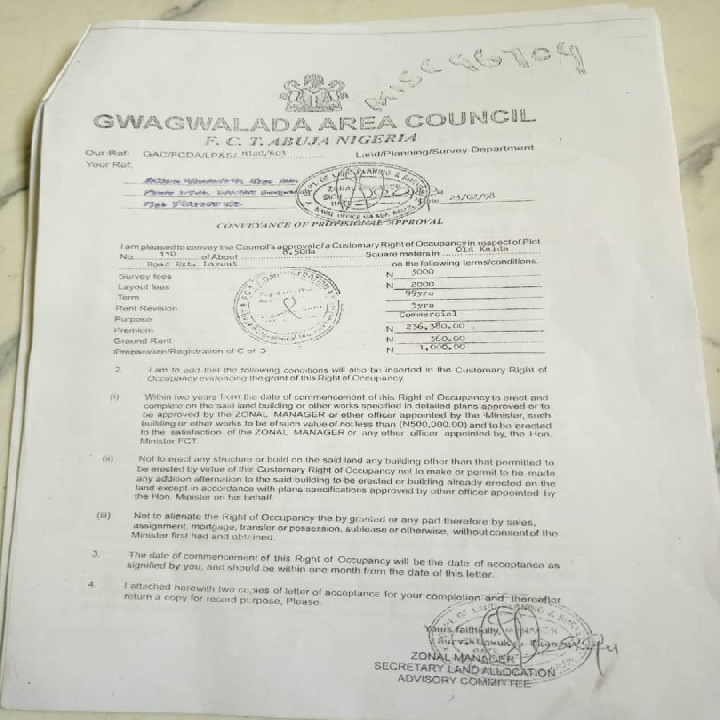 MISC 96704
GWAGWALADA AREA COUNCIL
F. C. T. ABUJA NIGERIA
Our Ref: GAC/FCDA/LP&S/ MISC/603
Land/Planning/Survey Department
Your Ref:
23/02/98
CONVEYANCE OF PROVISIONAL APPROVAL
I am pleased to convey the Council's approval of a Customary Right of Occupancy in respect of Plot
No. 110 of About Square meters in Old Kaida
Road Ext. Layout on the following terms/conditions:
Survey fees N 3000
Layout fees N 2000
Term 99yrs
Rent Revision 5yrs
Purpose Commercial
Premium N 236,380.00
Ground Rent N 360.00
Preparation/Registration of C of O N 1,000.00
2. I am to add that the following conditions will also be inserted in the Customary Right of
Occupancy evidencing the grant of this Right of Occupancy.
(i) Within two years from the date of commencement of this Right of Occupancy to erect and
complete on the said land building or other works specified in detailed plans approved or to
be approved by the ZONAL MANAGER or other officer appointed by the Minister, such
building or other works to be of such value of not less than (N500,000.00) and to be erected
to the satisfaction of the ZONAL MANAGER or any other officer appointed, by the Hon.
Minister FCT.
(ii) Not to erect any structure or build on the said land any building other than that permitted to
be erected by virtue of this Customary Right of Occupancy not to make or permit to be made
any addition alternation to the said building to be erected or building already erected on the
land except in accordance with plans specifications approved by other officer appointed by
the Hon. Minister on his behalf.
(iii) Not to alienate the Right of Occupancy the by granted or any part therefore by sales,
assignment, mortgage, transfer or possession, sublease or otherwise, without consent of the
Minister first had and obtained.
3. The date of commencement of this Right of Occupancy will be the date of acceptance as
signified by you, and should be within one month from the date of this letter.
4. I attached herewith two copies of letter of acceptance for your completion and thereafter
return a copy for record purpose, Please.
Yours faithfully,
ZONAL MANAGER
SECRETARY LAND ALLOCATION
ADVISORY COMMITTEE